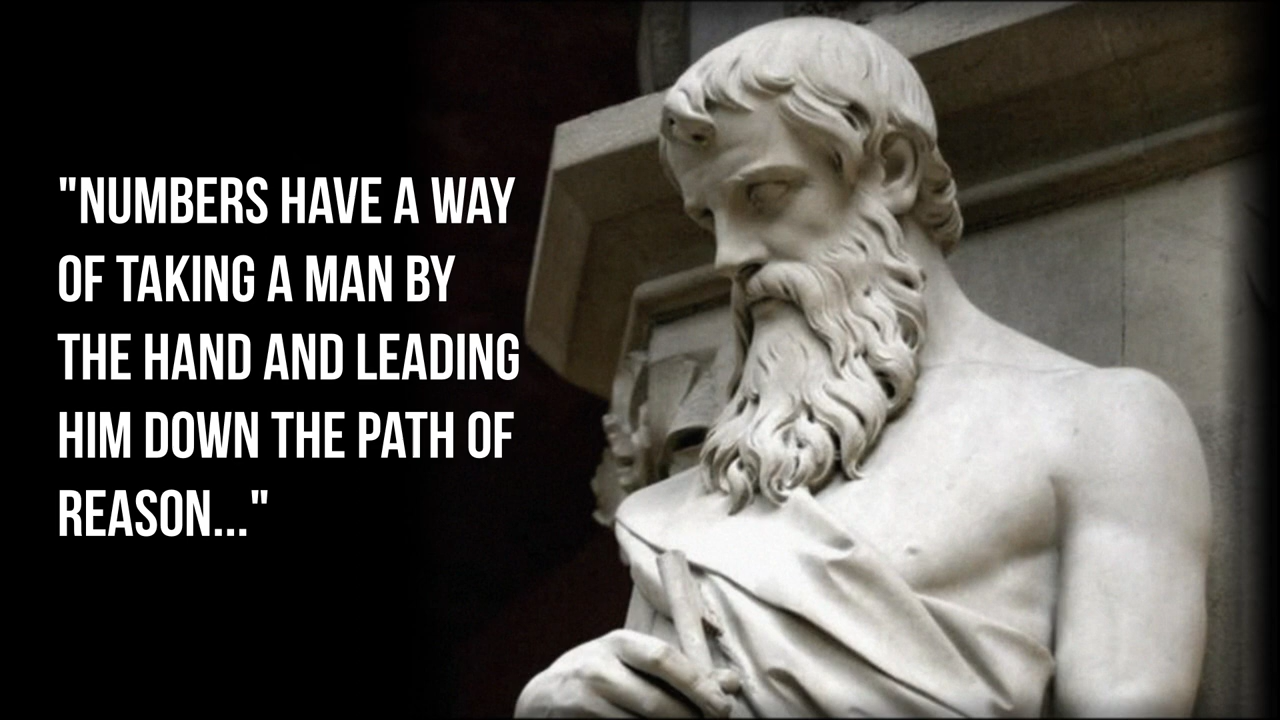 "NUMBERS HAVE A WAY
OF TAKING A MAN BY
THE HAND AND LEADING
HIM DOWN THE PATH OF
REASON..."